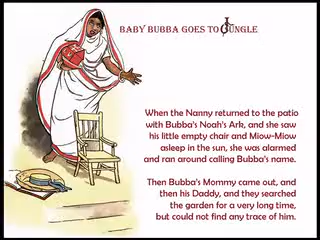 BABY BUBBA GOES TO JUNGLE
When the Nanny returned to the patio
with Bubba's Noah's Ark, and she saw
his little empty chair and Miow-Miow
asleep in the sun, she was alarmed
and ran around calling Bubba's name.
Then Bubba's Mommy came out, and
then his Daddy, and they searched
the garden for a very long time,
but could not find any trace of him.